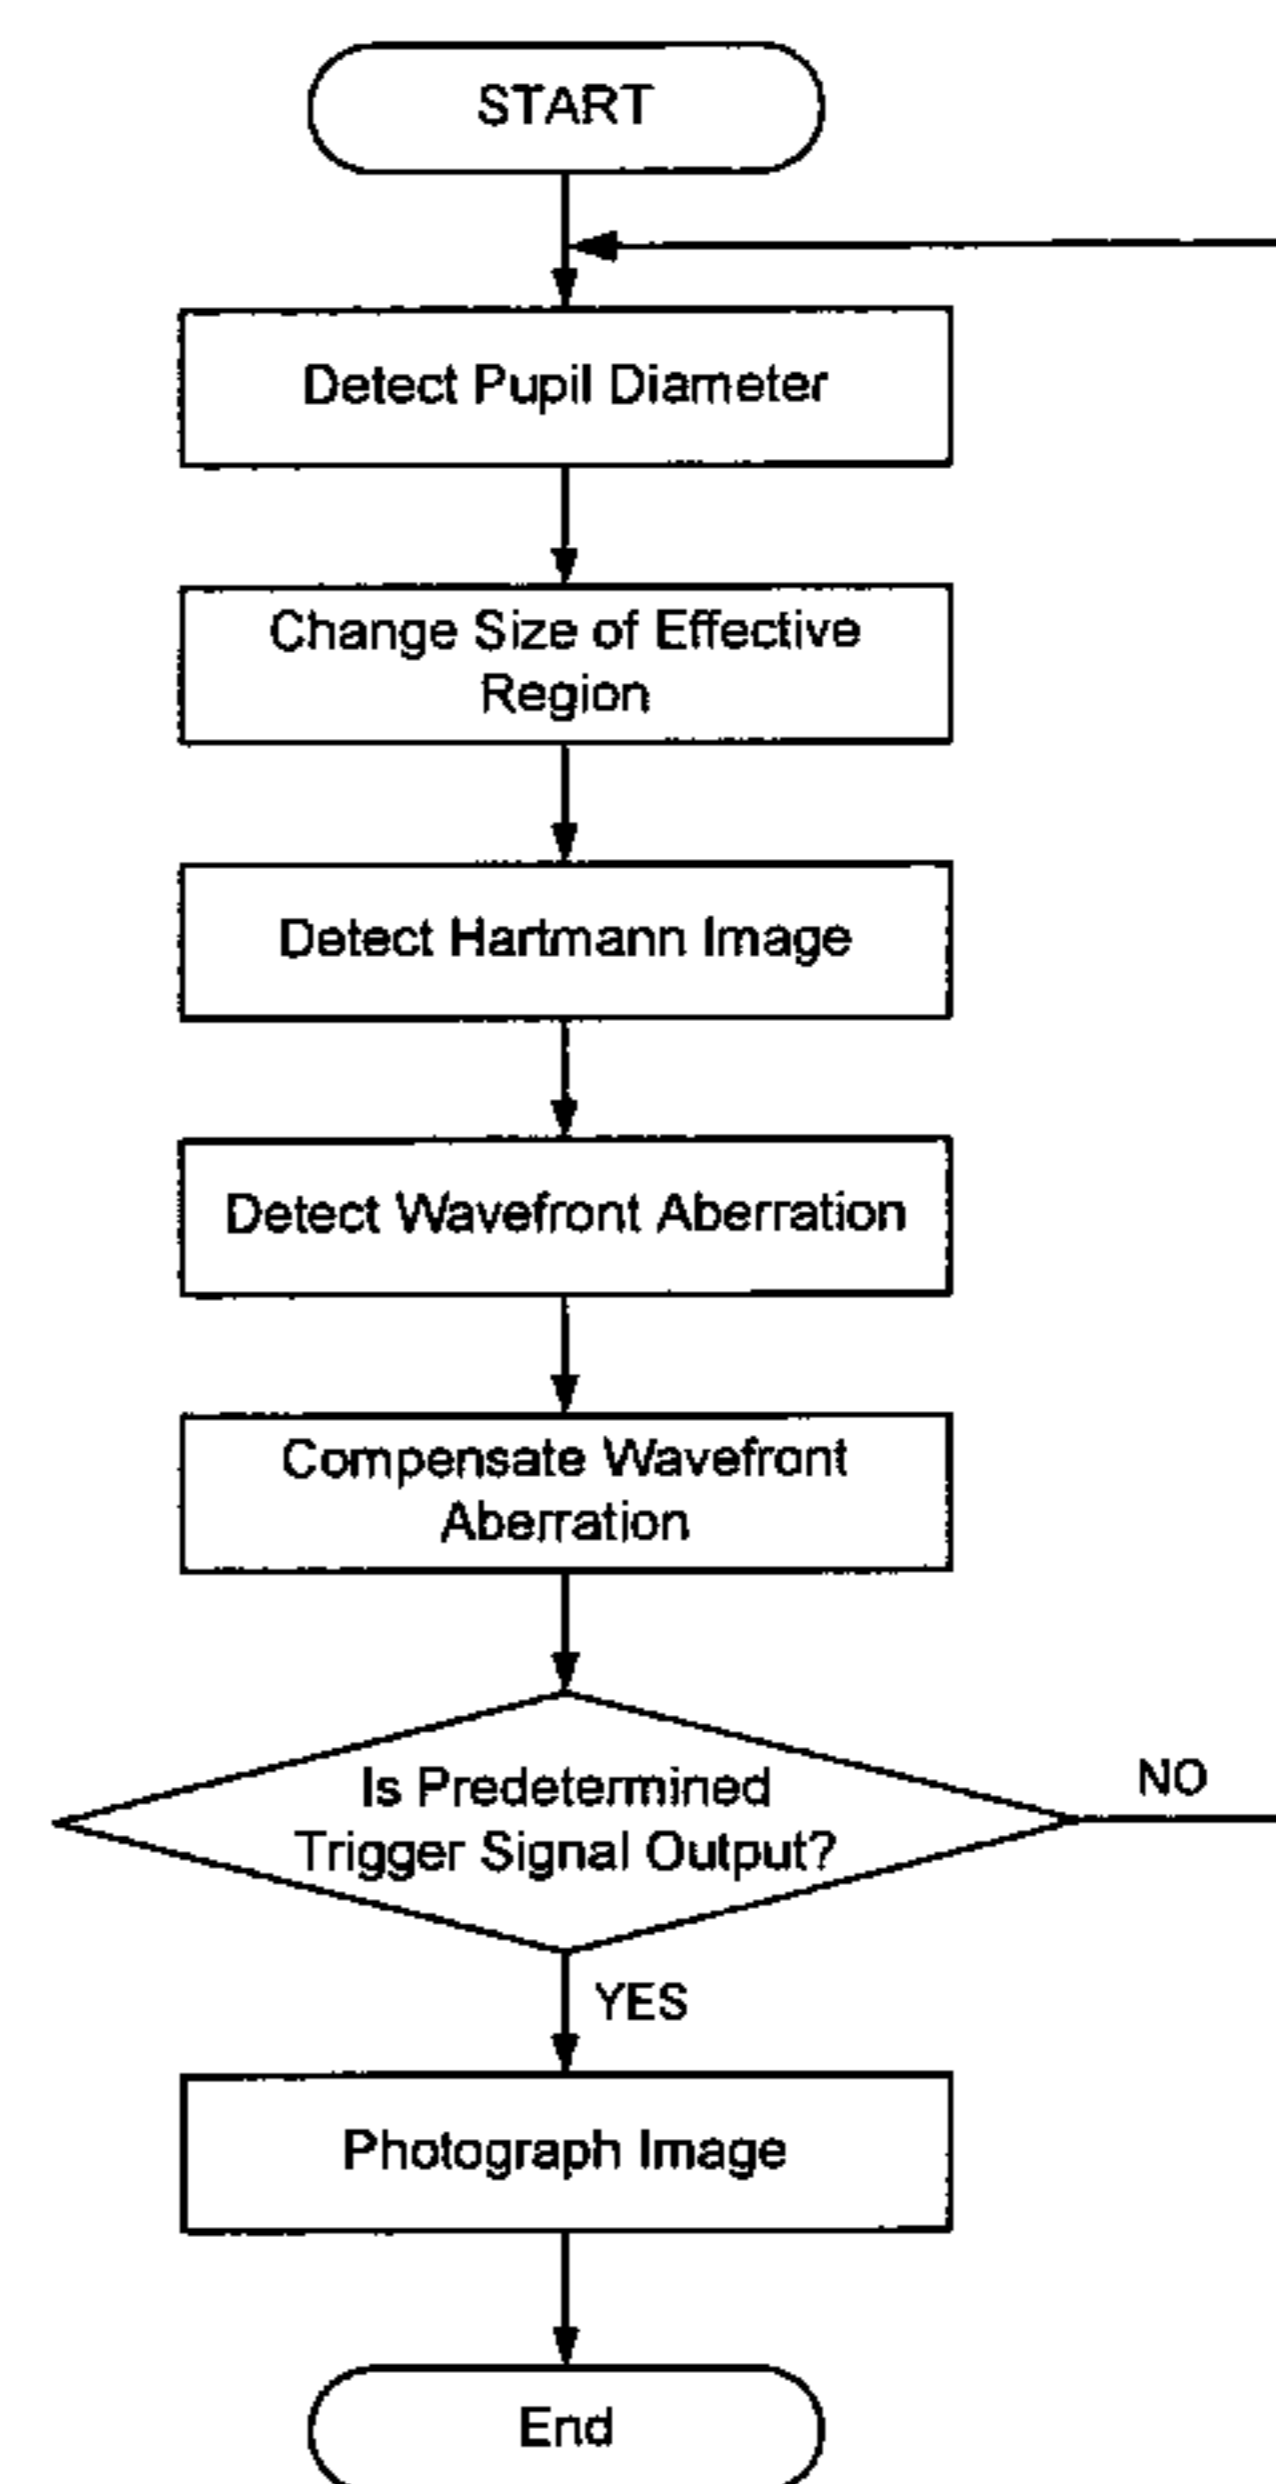 START
Detect Pupil Diameter
Change Size of Effective
Region
Detect Hartmann Image
Detect Wavefront Aberration
Compensate Wavefront
Aberration
Is Predetermined
Trigger Signal Output?
NO
YES
Photograph Image
End